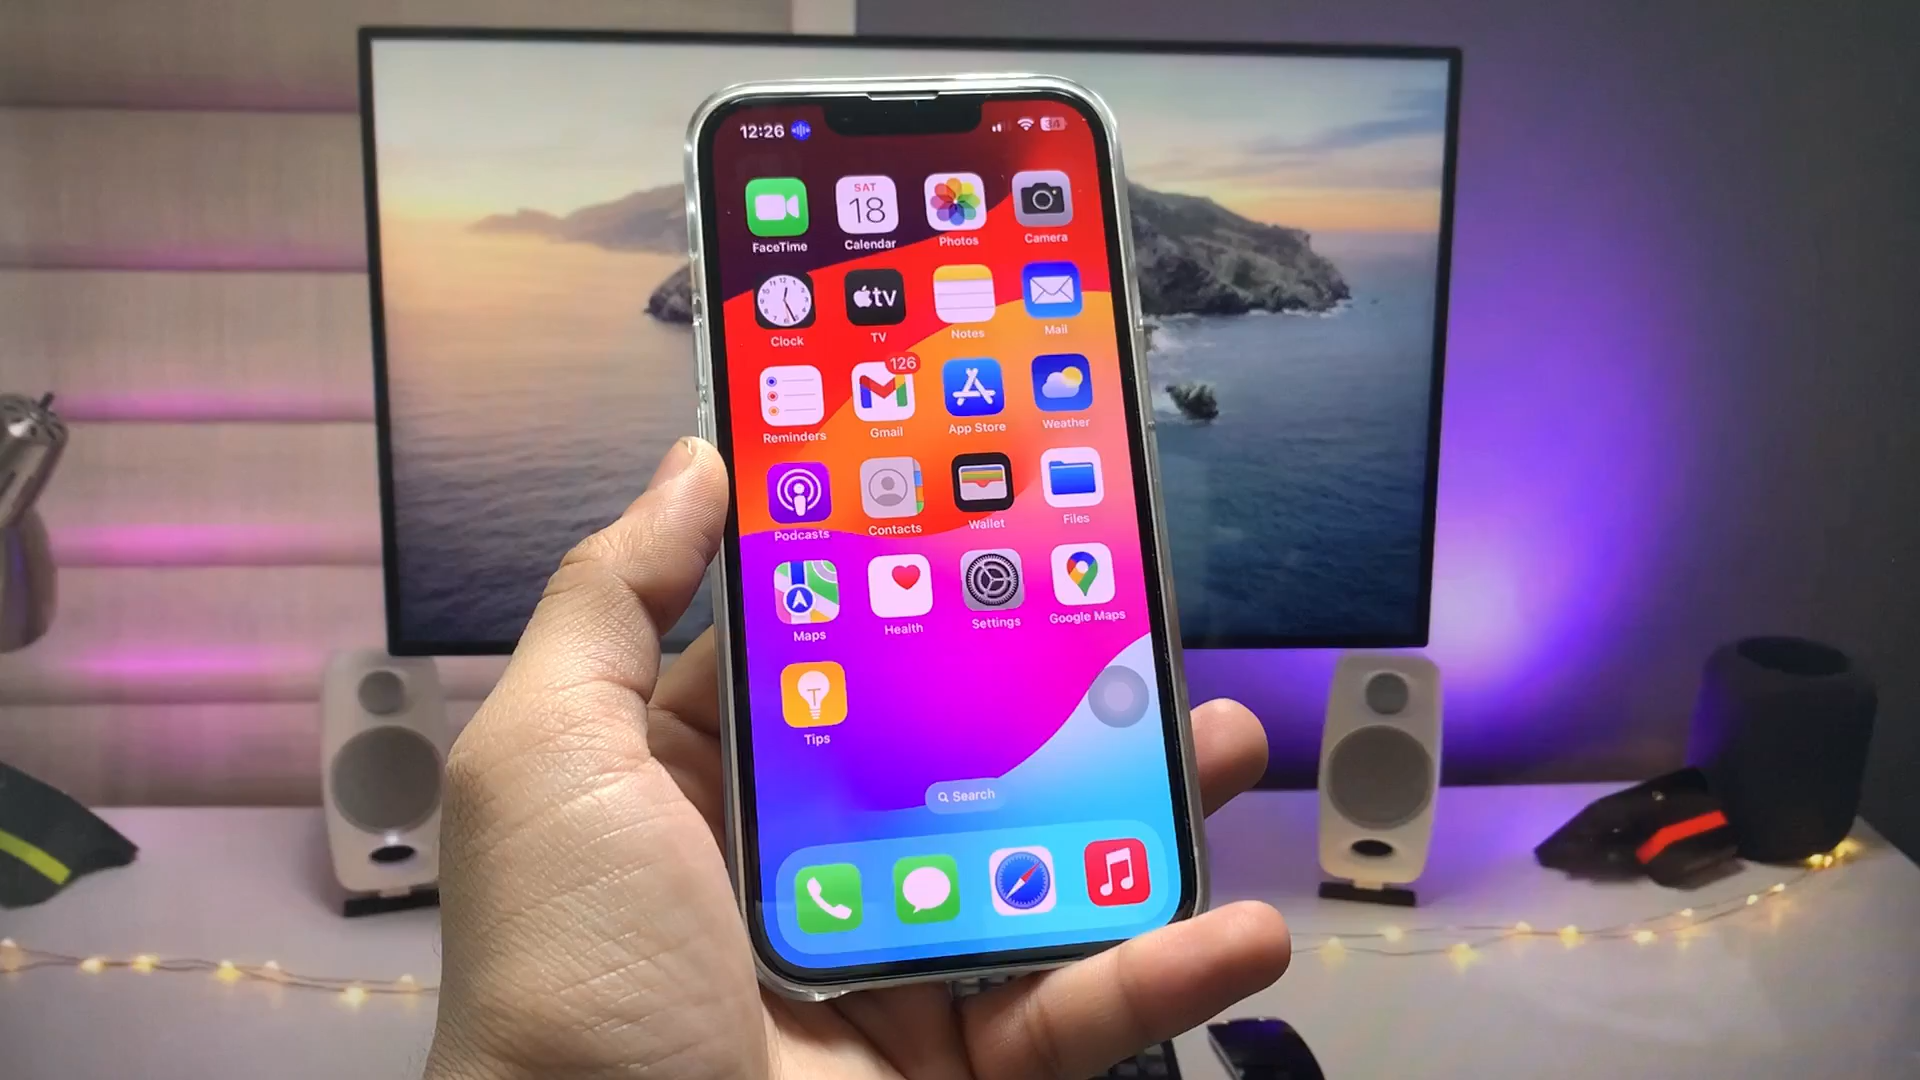 12:26 34
FaceTime
SAT
18
Calendar
Photos
Camera
Clock
tv
TV
Notes
Mail
Reminders
126
Gmail
App Store
Weather
Podcasts
Contacts
Wallet
Files
Maps
Health
Settings
Google Maps
Tips
Search